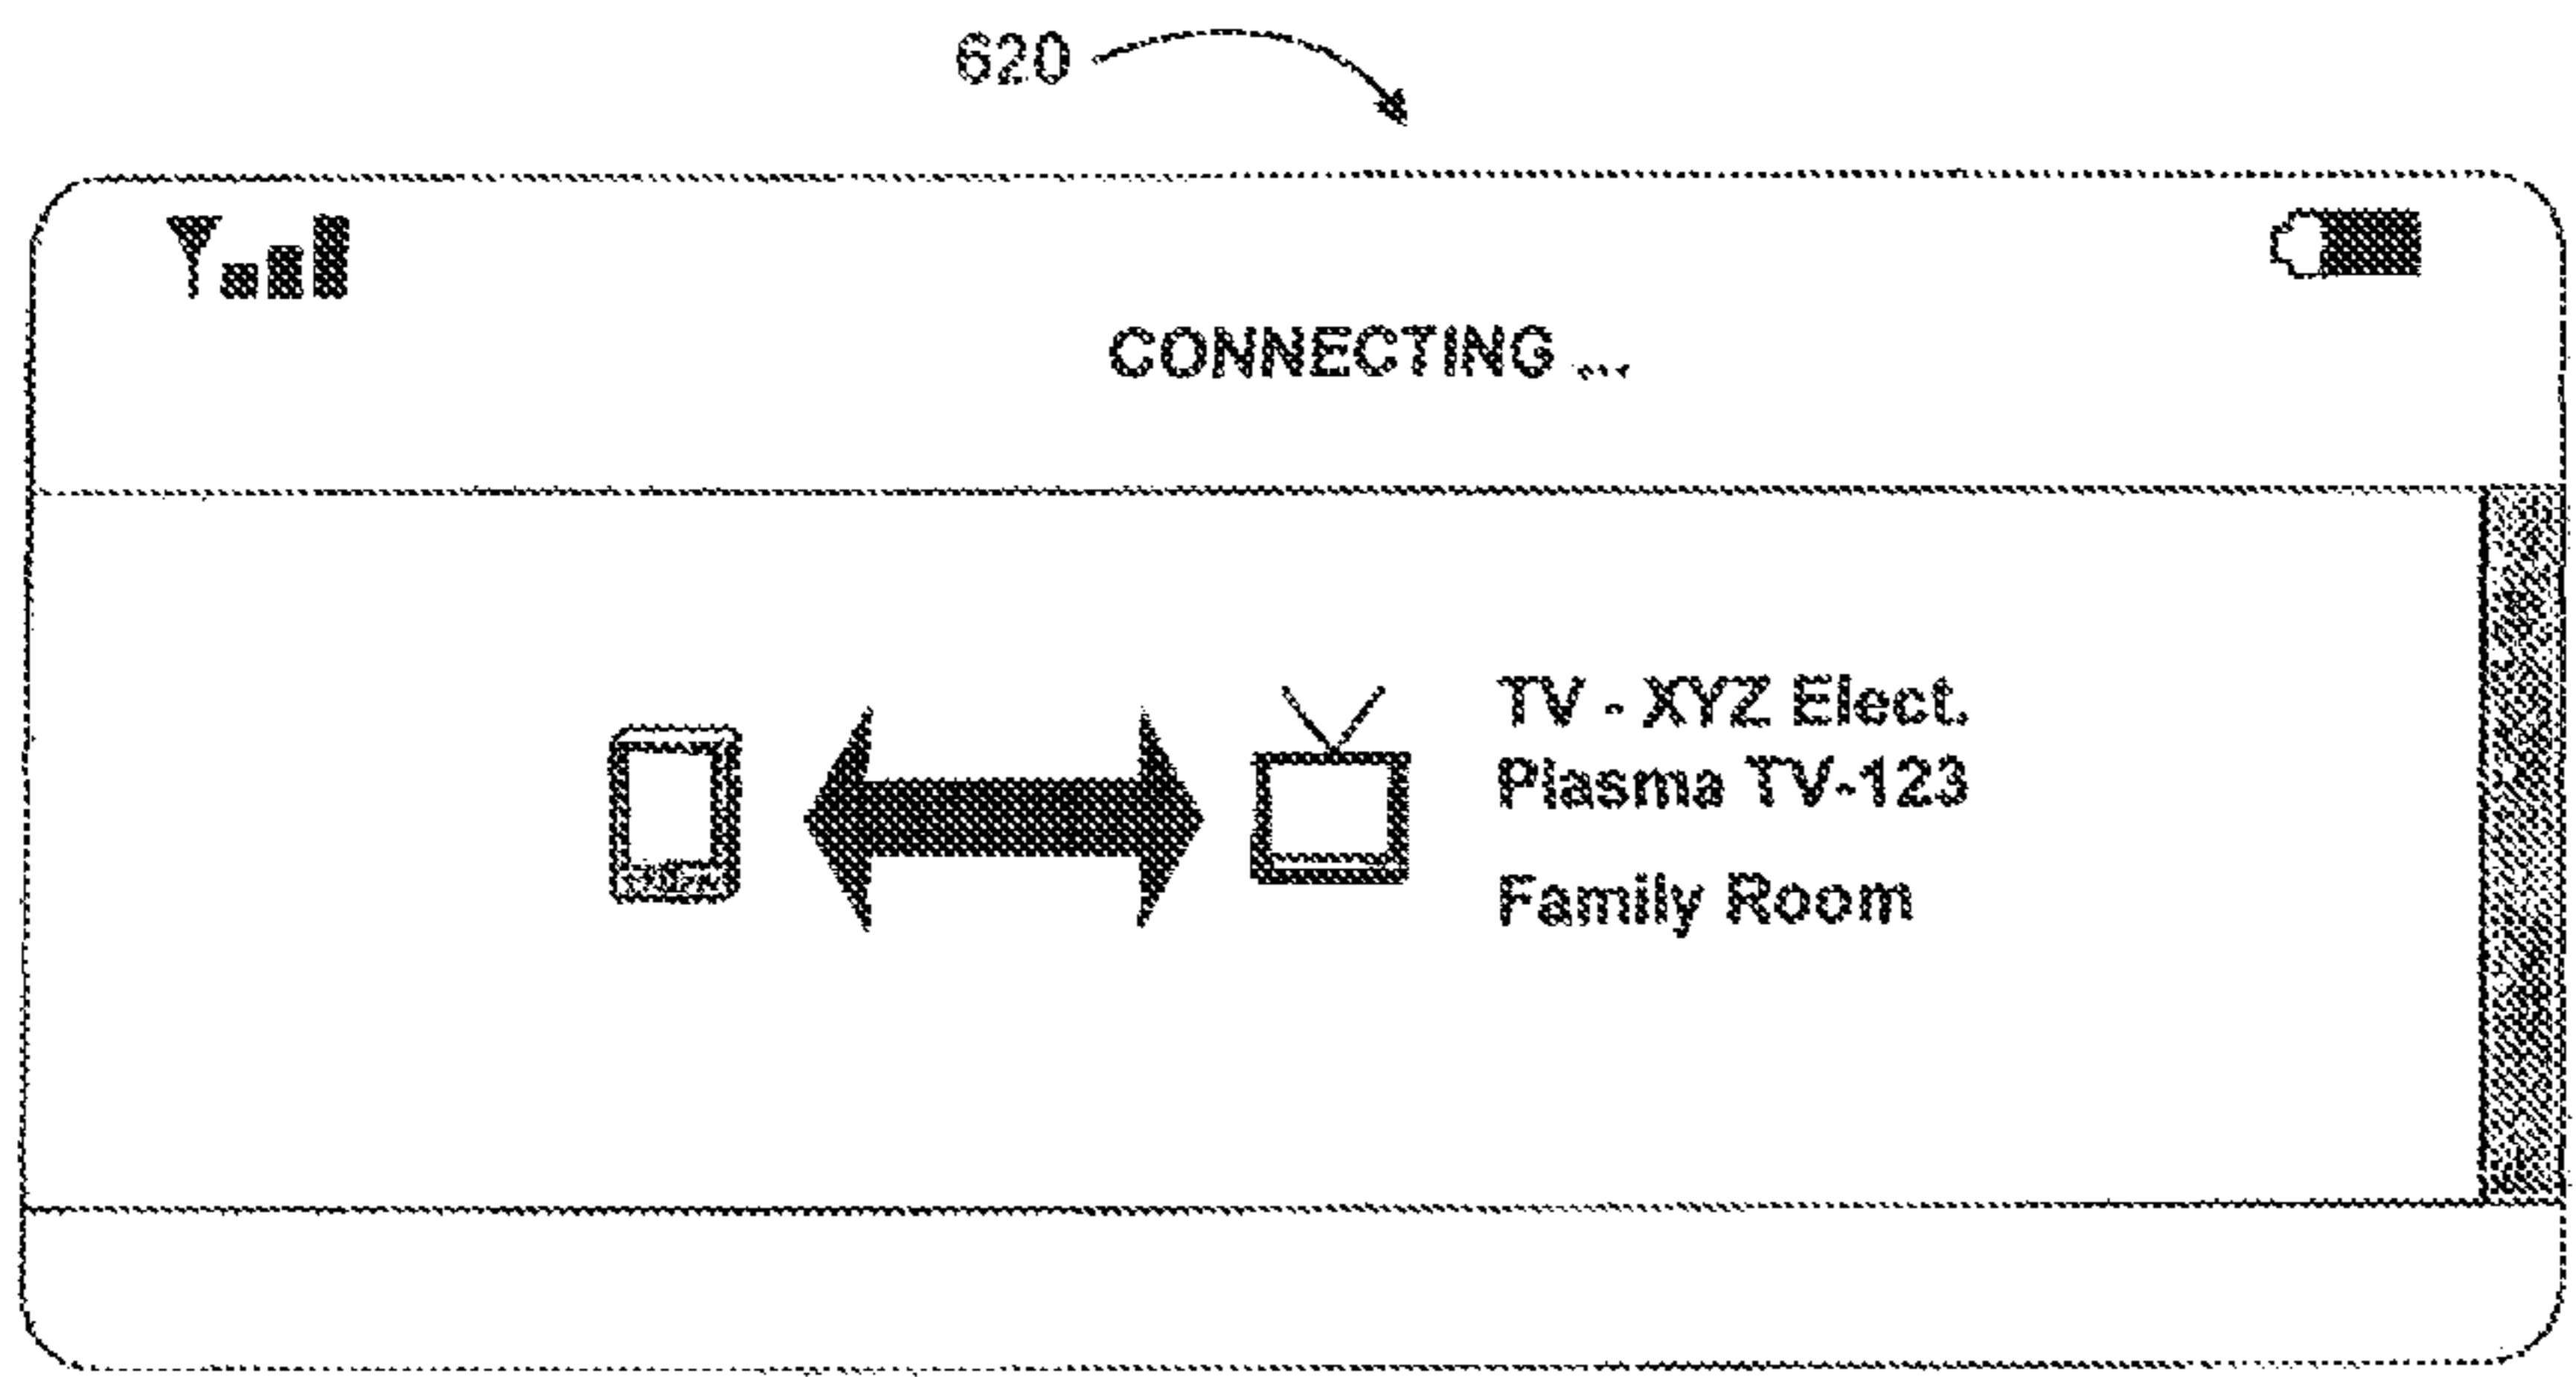 620
CONNECTING ...
TV - XYZ Elect.
Plasma TV-123
Family Room